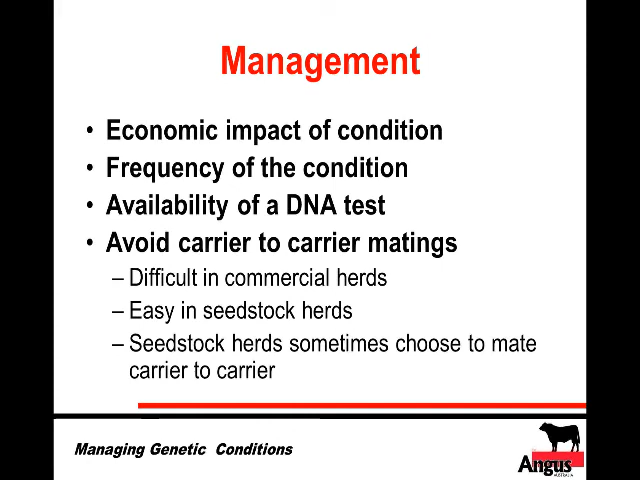 Management
• Economic impact of condition
• Frequency of the condition
• Availability of a DNA test
• Avoid carrier to carrier matings
– Difficult in commercial herds
– Easy in seedstock herds
– Seedstock herds sometimes choose to mate
carrier to carrier
Managing Genetic Conditions
Angus
AUSTRALIA